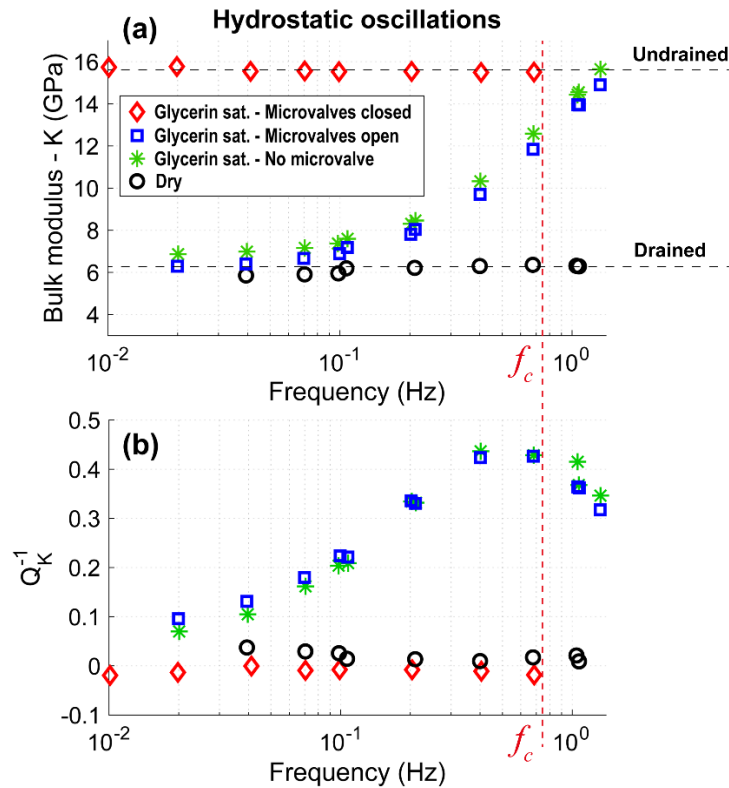 Hydrostatic oscillations
(a)
Bulk modulus - K (GPa)
16
14
12
10
8
6
4
Undrained
Glycerin sat. - Microvalves closed
Glycerin sat. - Microvalves open
Glycerin sat. - No microvalve
Dry
Drained
10^-2
10^-1
10^0
f_c
Frequency (Hz)
(b)
Q_K^-1
0.5
0.4
0.3
0.2
0.1
0
-0.1
10^-2
10^-1
10^0
f_c
Frequency (Hz)